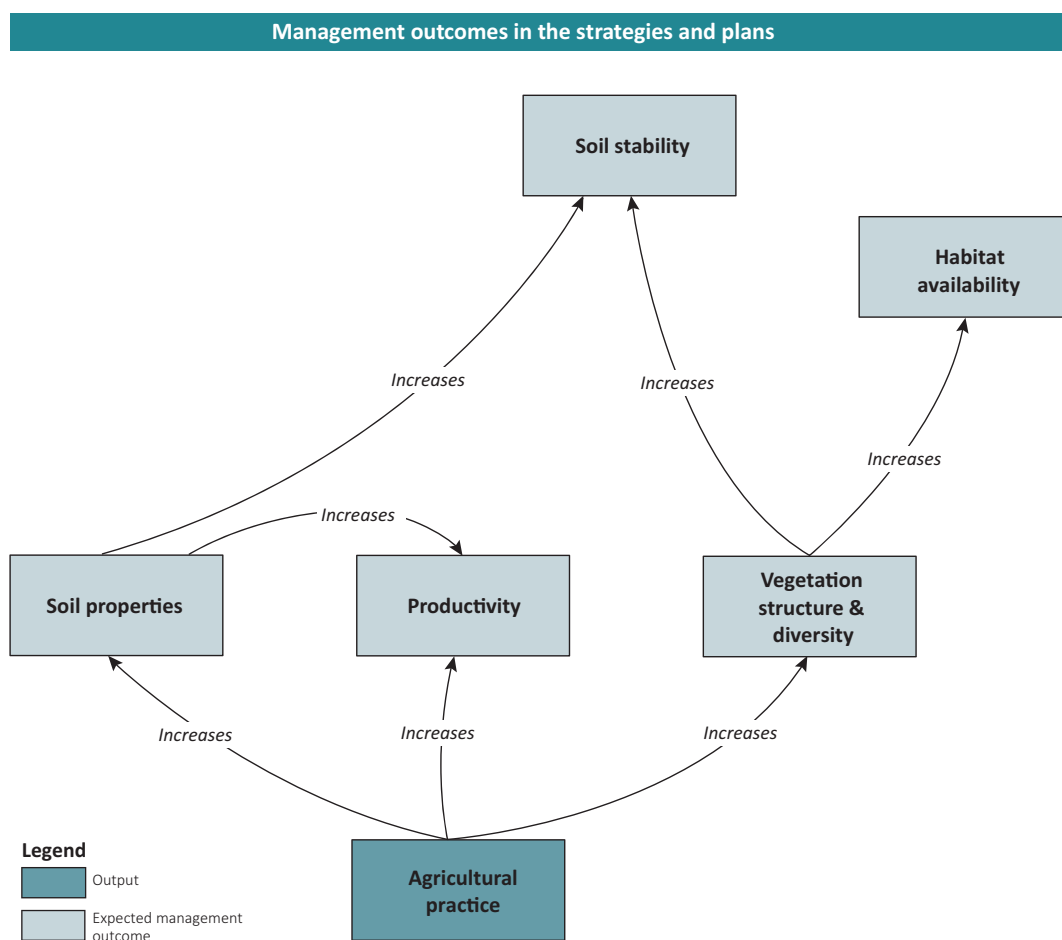 Management outcomes in the strategies and plans
Soil stability
Habitat
availability
Increases
Increases
Increases
Increases
Soil properties
Productivity
Vegetation
structure &
diversity
Increases
Increases
Increases
Legend
Output
Expected management
outcome
Agricultural
practice